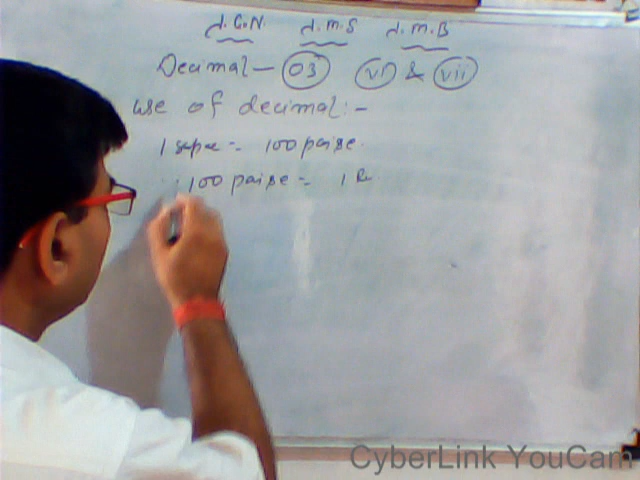 d.G.N. d.M.S d.M.B
Decimal - 03 vi & vii
use of decimal :-
1 rupee = 100 paise.
∴ 100 paise = 1 R.
CyberLink YouCam